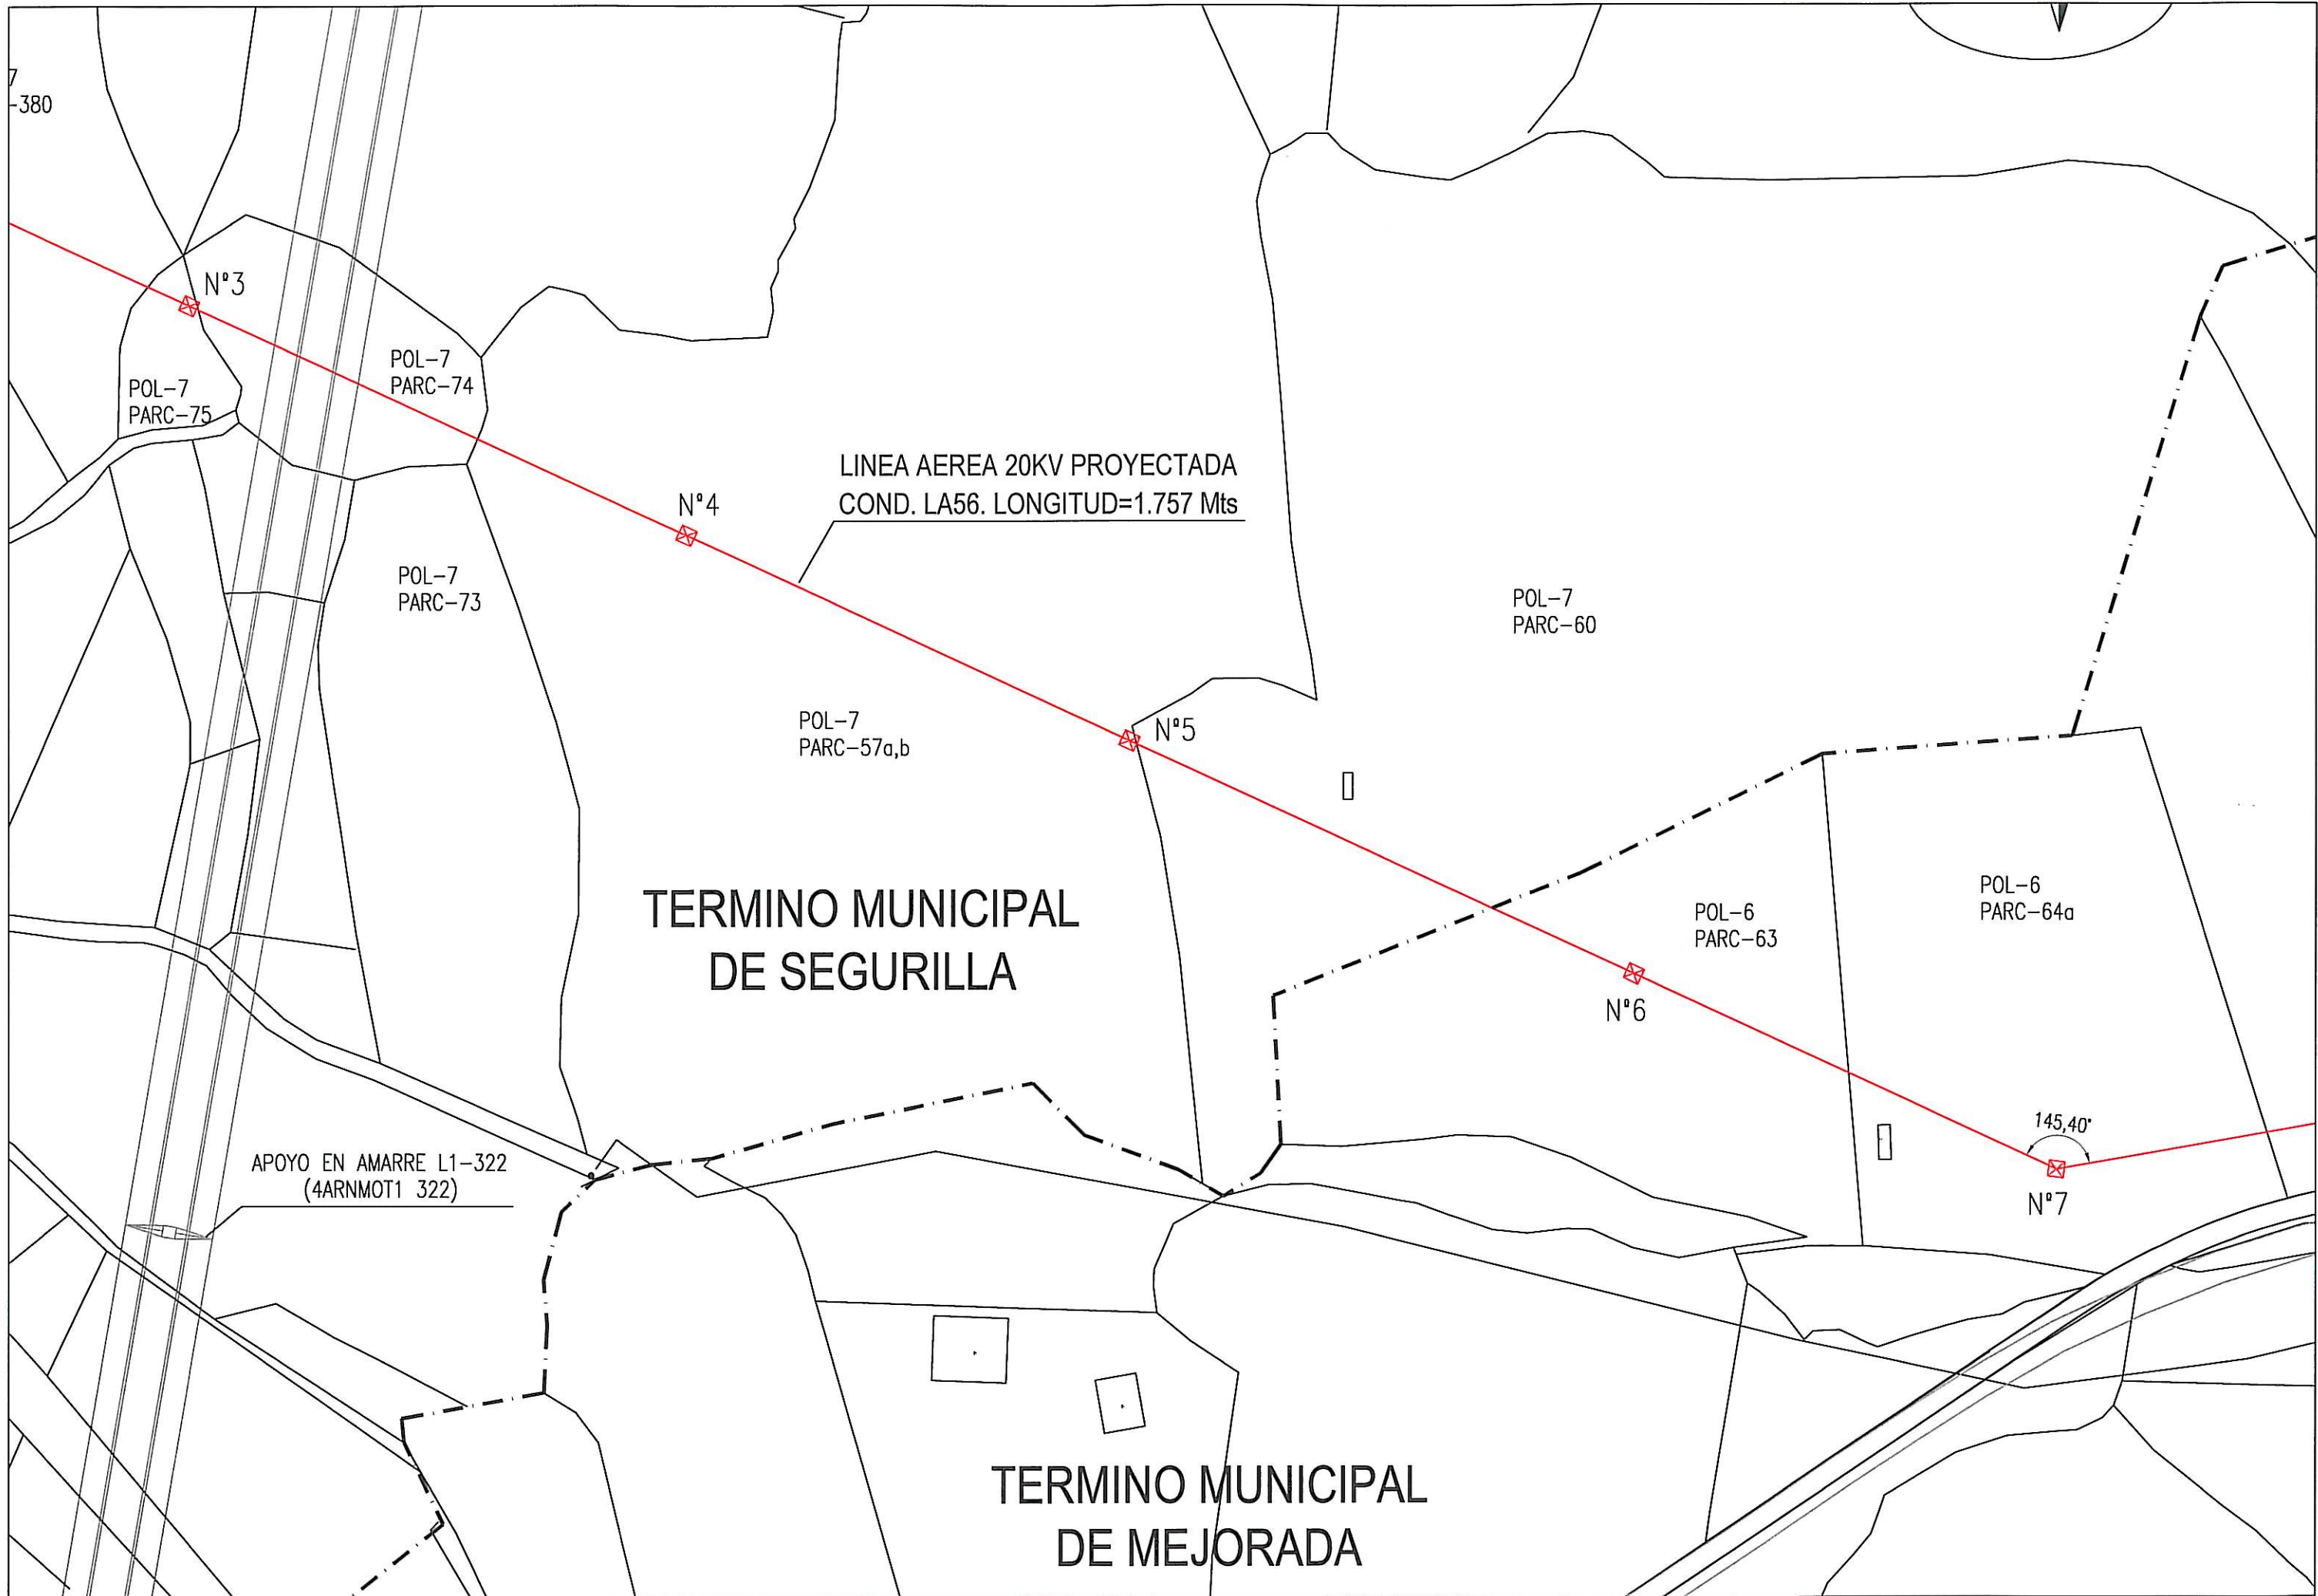 7
-380
N°3
POL-7
PARC-74
POL-7
PARC-75
LINEA AEREA 20KV PROYECTADA
COND. LA56. LONGITUD=1.757 Mts
N°4
POL-7
PARC-73
POL-7
PARC-60
POL-7
PARC-57a,b
N°5
TERMINO MUNICIPAL
DE SEGURILLA
POL-6
PARC-63
POL-6
PARC-64a
N°6
145,40°
N°7
APOYO EN AMARRE L1-322
(4ARNMOT1 322)
TERMINO MUNICIPAL
DE MEJORADA